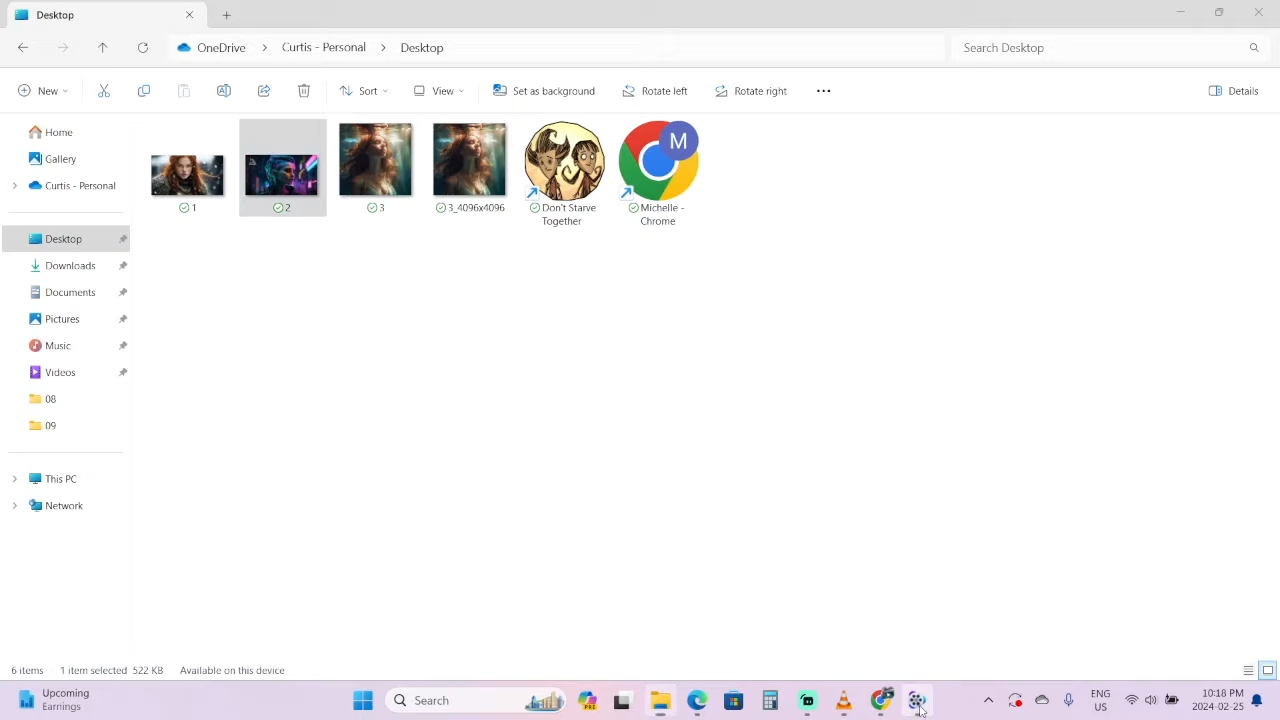 Desktop
OneDrive > Curtis - Personal > Desktop
Search Desktop
New
Sort
View
Set as background
Rotate left
Rotate right
Details
Home
Gallery
Curtis - Personal
Desktop
Downloads
Documents
Pictures
Music
Videos
08
09
This PC
Network
1
2
3
3_4096x4096
Don't Starve
Together
M
Michelle -
Chrome
6 items
1 item selected 522 KB
Available on this device
Upcoming
Earnings
Search
PRE
ENG
US
10:18 PM
2024-02-25